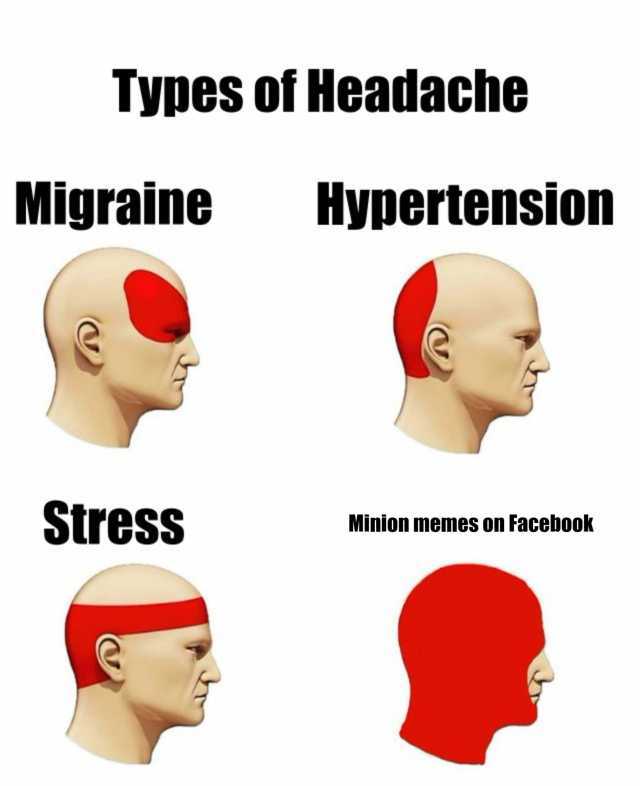 Types of Headache
Migraine
Hypertension
Stress
Minion memes on Facebook